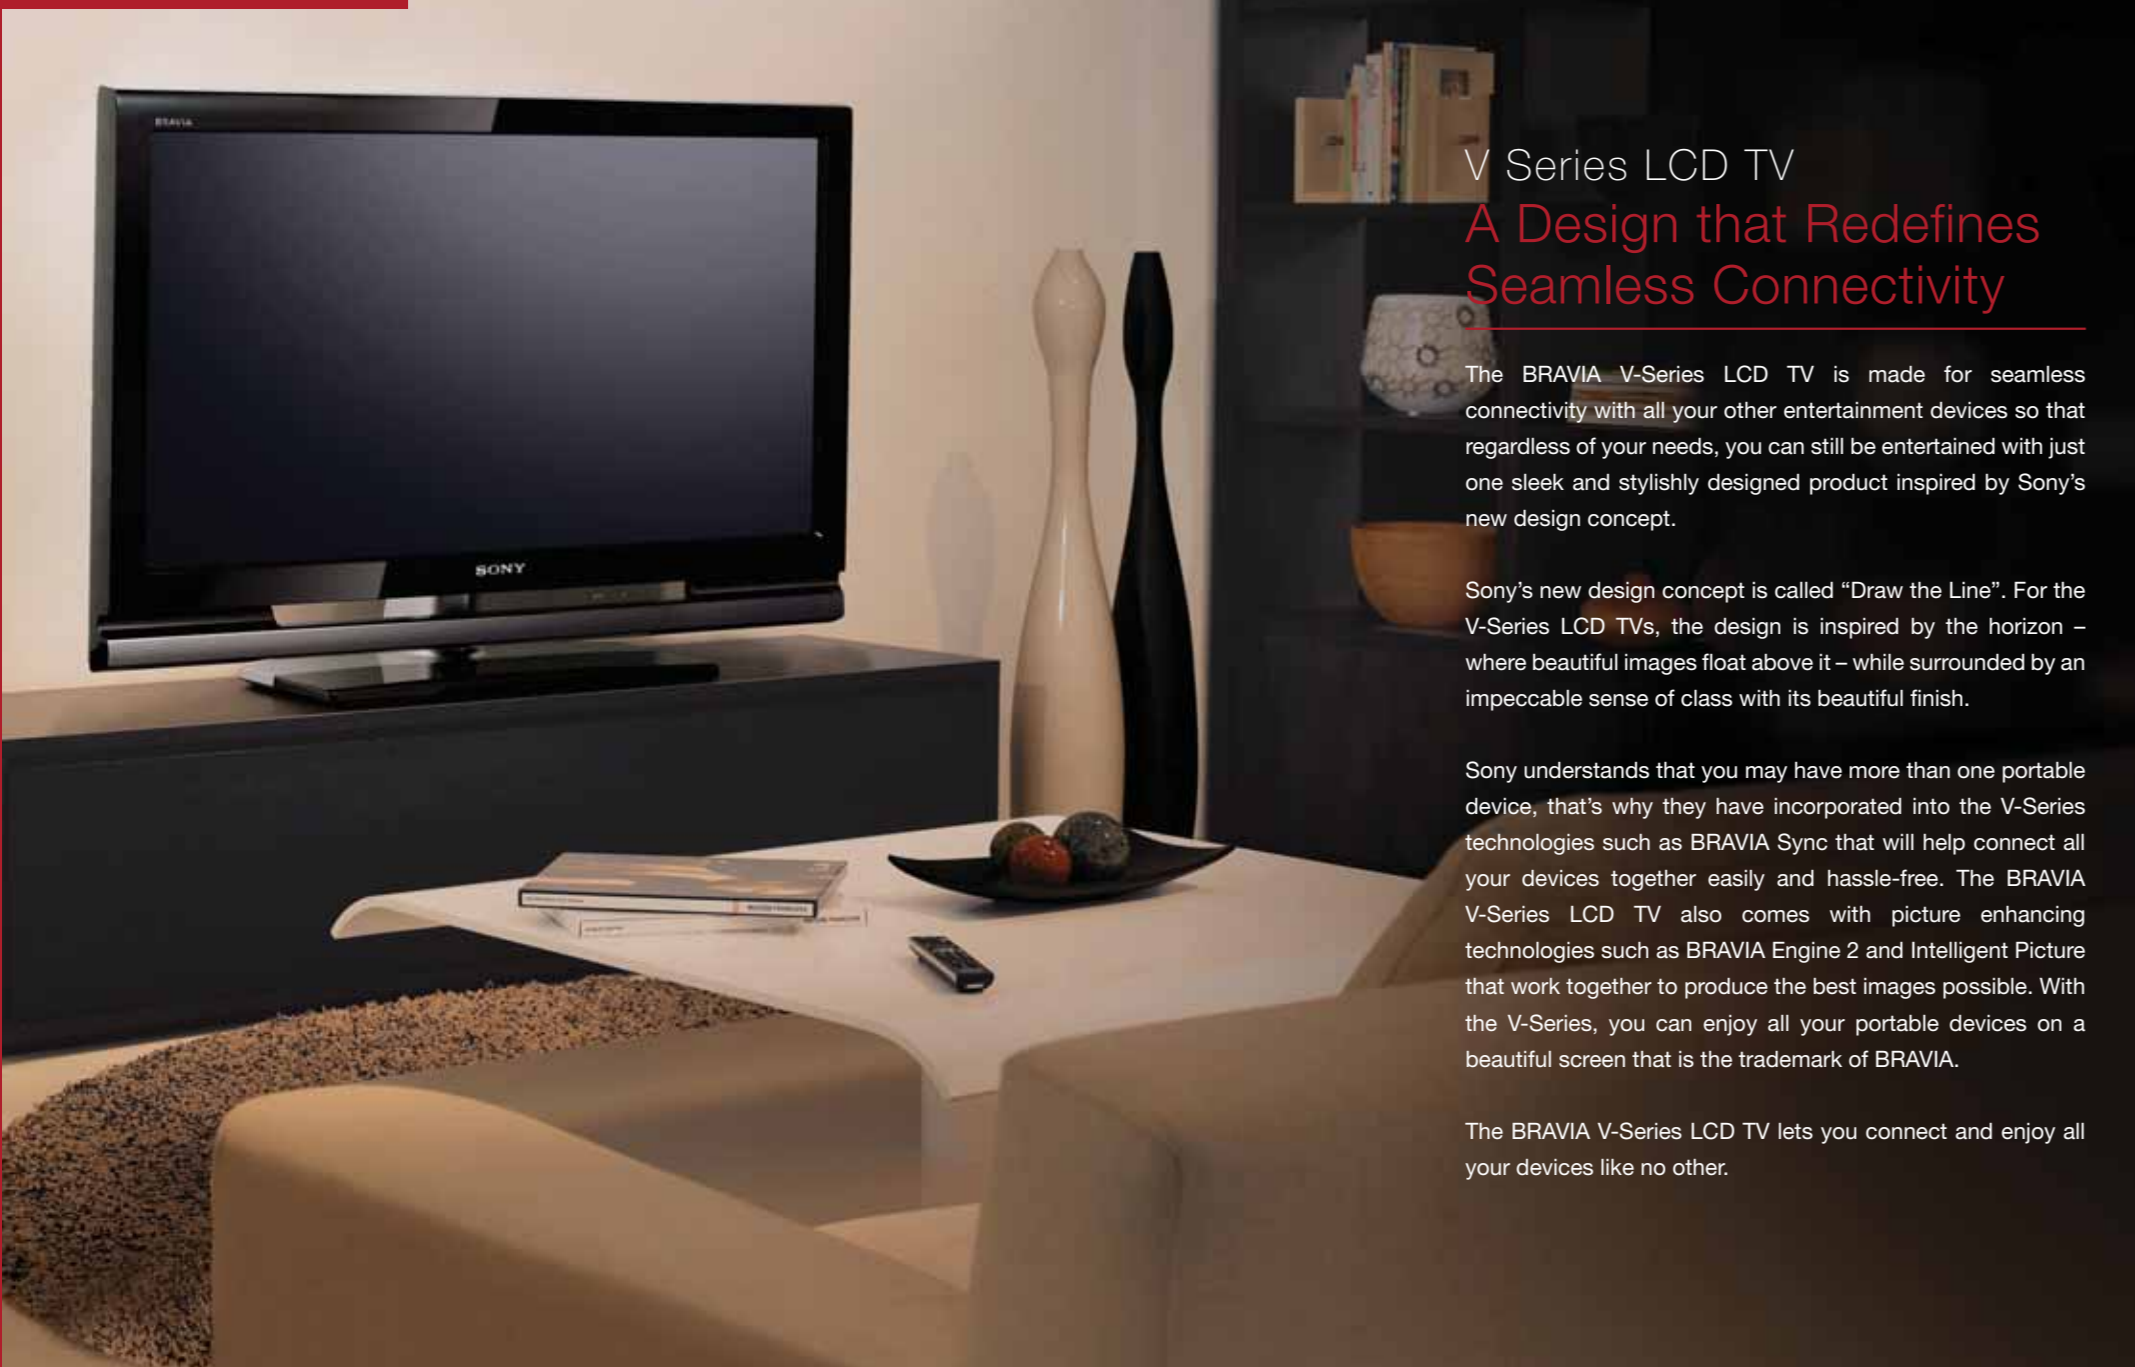 BRAVIA
SONY
V Series LCD TV
A Design that Redefines
Seamless Connectivity
The BRAVIA V-Series LCD TV is made for seamless
connectivity with all your other entertainment devices so that
regardless of your needs, you can still be entertained with just
one sleek and stylishly designed product inspired by Sony’s
new design concept.
Sony’s new design concept is called “Draw the Line”. For the
V-Series LCD TVs, the design is inspired by the horizon –
where beautiful images float above it – while surrounded by an
impeccable sense of class with its beautiful finish.
Sony understands that you may have more than one portable
device, that’s why they have incorporated into the V-Series
technologies such as BRAVIA Sync that will help connect all
your devices together easily and hassle-free. The BRAVIA
V-Series LCD TV also comes with picture enhancing
technologies such as BRAVIA Engine 2 and Intelligent Picture
that work together to produce the best images possible. With
the V-Series, you can enjoy all your portable devices on a
beautiful screen that is the trademark of BRAVIA.
The BRAVIA V-Series LCD TV lets you connect and enjoy all
your devices like no other.